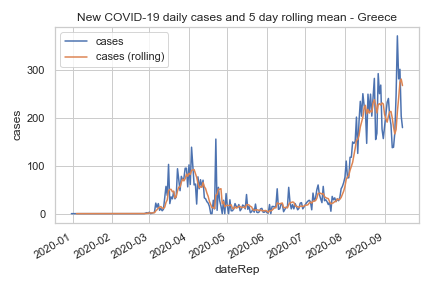 New COVID-19 daily cases and 5 day rolling mean - Greece
cases
cases (rolling)
cases
300
200
100
0
2020-01
2020-02
2020-03
2020-04
2020-05
2020-06
2020-07
2020-08
2020-09
dateRep